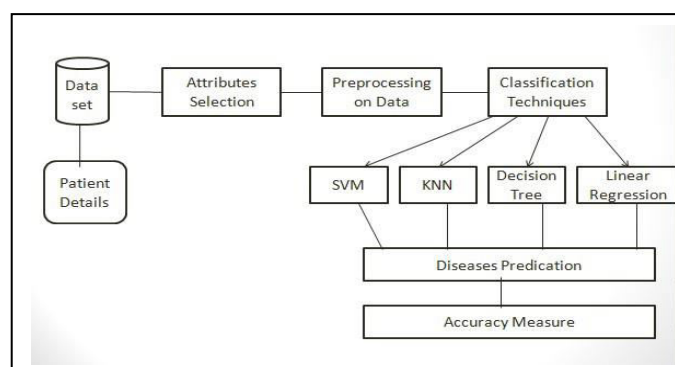 Data
set
Attributes
Selection
Preprocessing
on Data
Classification
Techniques
Patient
Details
SVM
KNN
Decision
Tree
Linear
Regression
Diseases Predication
Accuracy Measure